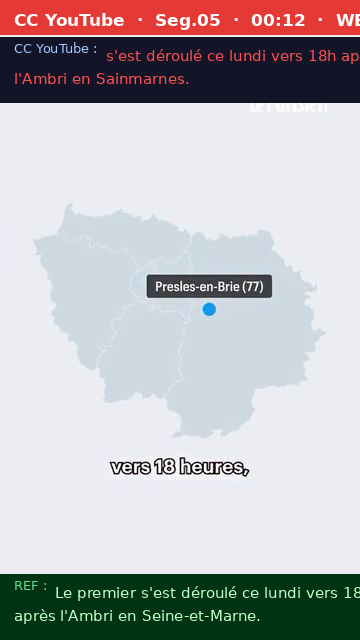 CC YouTube · Seg.05 · 00:12 · WE
CC YouTube : s'est déroulé ce lundi vers 18h ap
l'Ambri en Sainmarnes.
Presles-en-Brie (77)
vers 18 heures,
REF : Le premier s'est déroulé ce lundi vers 18
après l'Ambri en Seine-et-Marne.